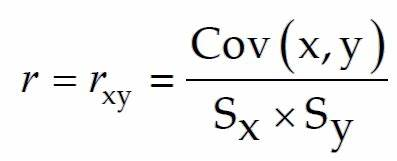 r = r_xy = Cov (x, y) / S_x × S_y